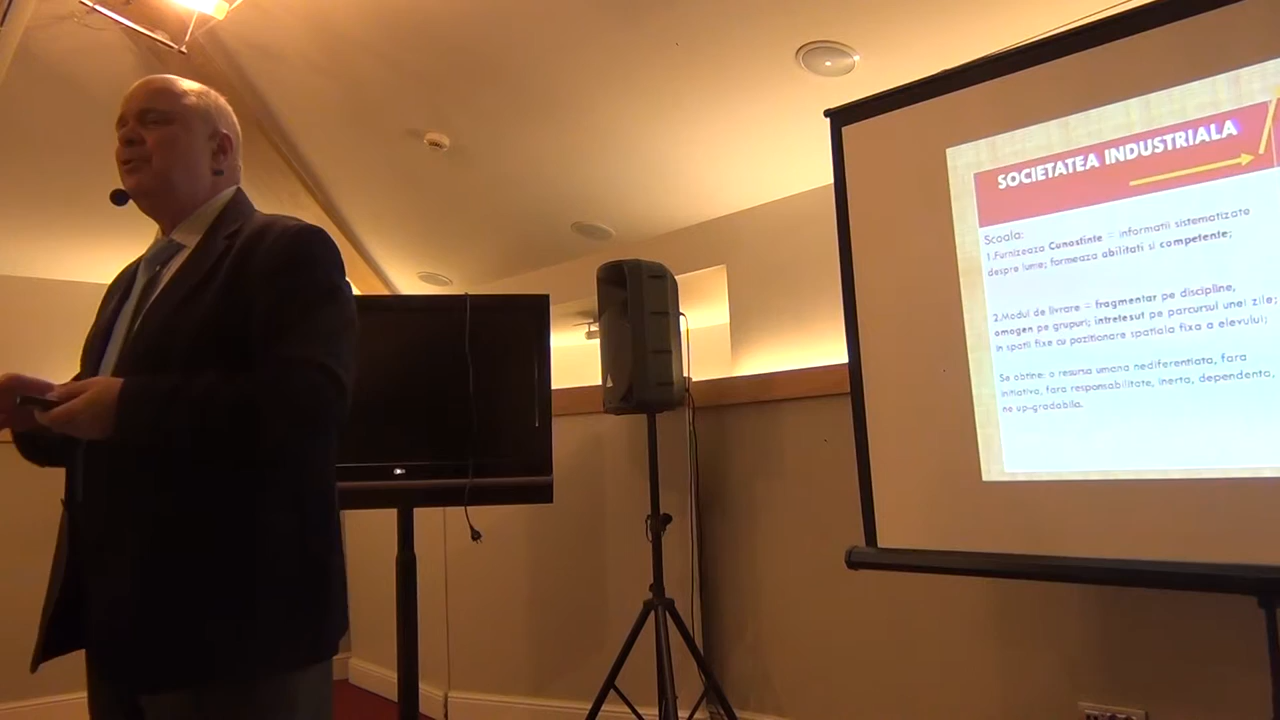 SOCIETATEA INDUSTRIALA
Scoala:
1.Furnizeaza Cunostinte = informatii sistematizate
despre lume; formeaza abilitati si competente;
2.Modul de livrare = fragmentar pe discipline,
omogen pe grupuri; intretesut pe parcursul unei zile;
in spatii fixe cu pozitionare spatiala fixa a elevului;
Se obtine: o resursa umana nediferentiata, fara
initiativa, fara responsabilitate, inerta, dependenta,
ne up-gradabila.